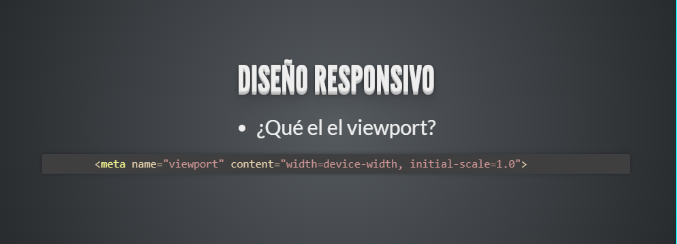 DISEÑO RESPONSIVO
• ¿Qué el el viewport?
<meta name="viewport" content="width=device-width, initial-scale=1.0">